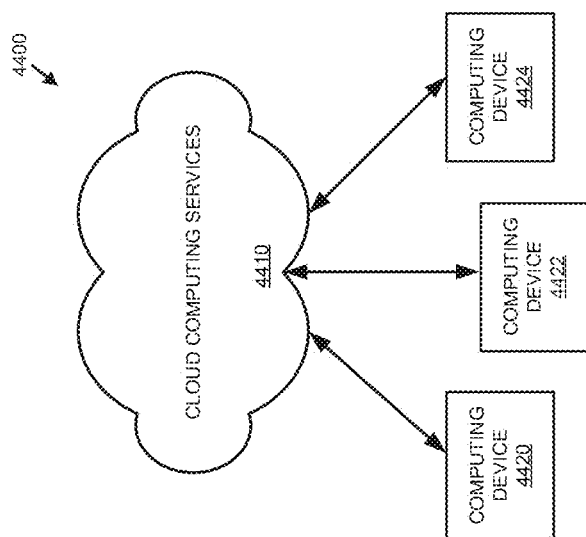 4400
CLOUD COMPUTING SERVICES
4410
COMPUTING
DEVICE
4420
COMPUTING
DEVICE
4422
COMPUTING
DEVICE
4424